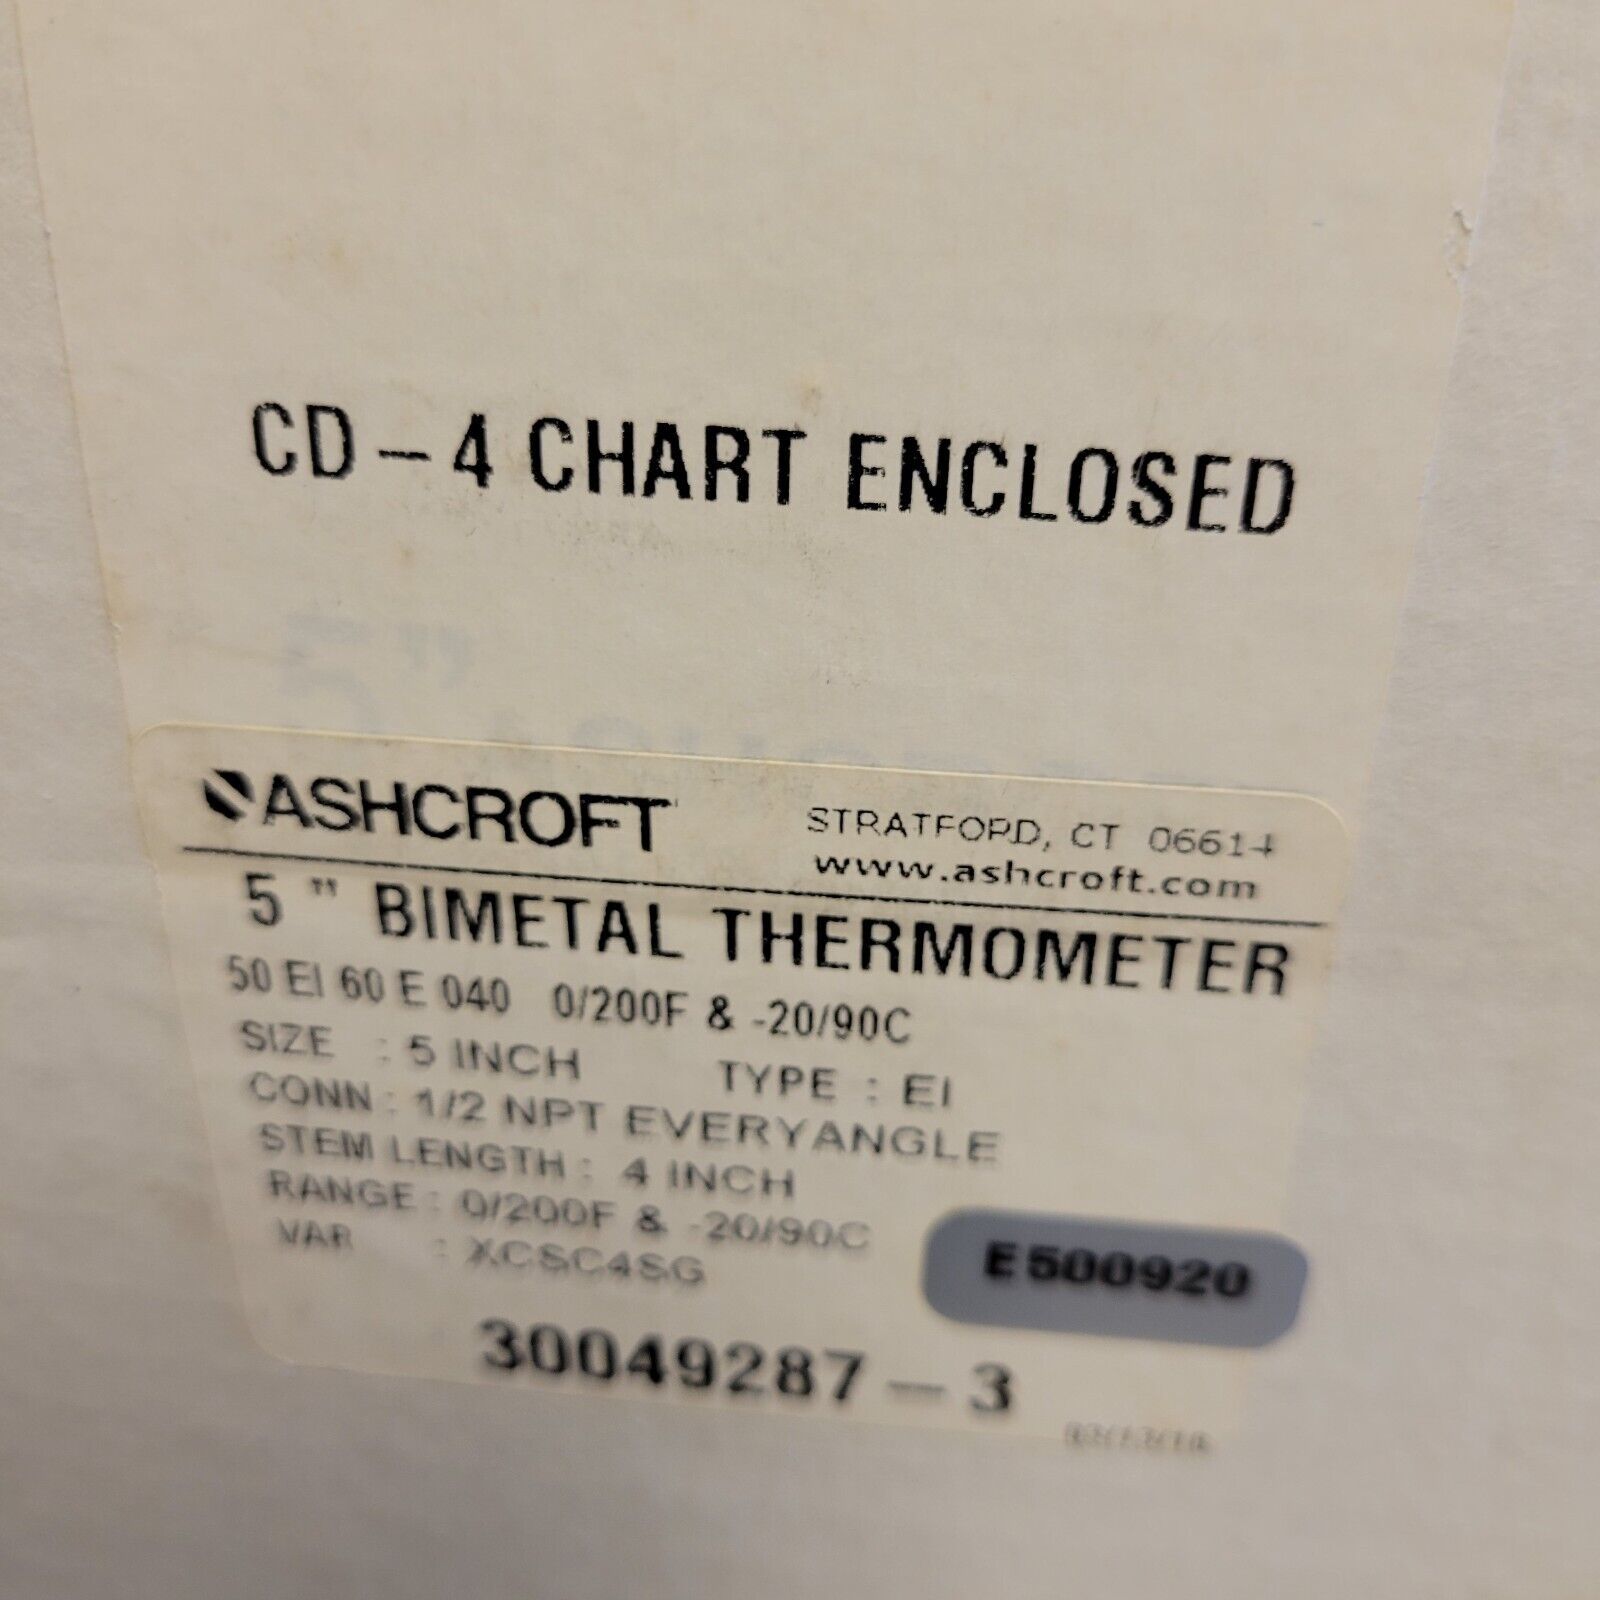 CD-4 CHART ENCLOSED
5"
ASHCROFT
STRATFORD, CT 06614
www.ashcroft.com
5 " BIMETAL THERMOMETER
50 EI 60 E 040 0/200F & -20/90C
SIZE : 5 INCH TYPE : EI
CONN : 1/2 NPT EVERYANGLE
STEM LENGTH : 4 INCH
RANGE : 0/200F & -20/90C
VAR : XCSC4SG
E500920
30049287-3